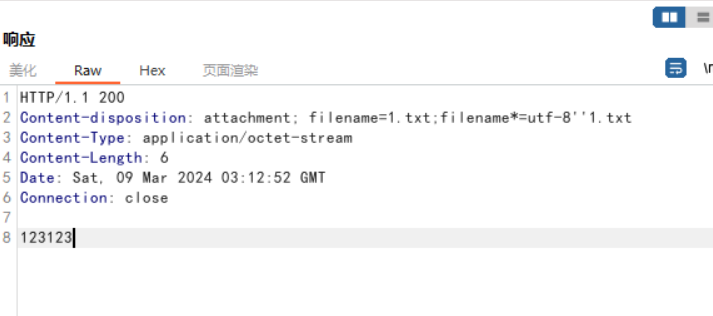 响应
美化 Raw Hex 页面渲染
1 HTTP/1.1 200
2 Content-disposition: attachment; filename=1.txt;filename*=utf-8''1.txt
3 Content-Type: application/octet-stream
4 Content-Length: 6
5 Date: Sat, 09 Mar 2024 03:12:52 GMT
6 Connection: close
7
8 123123